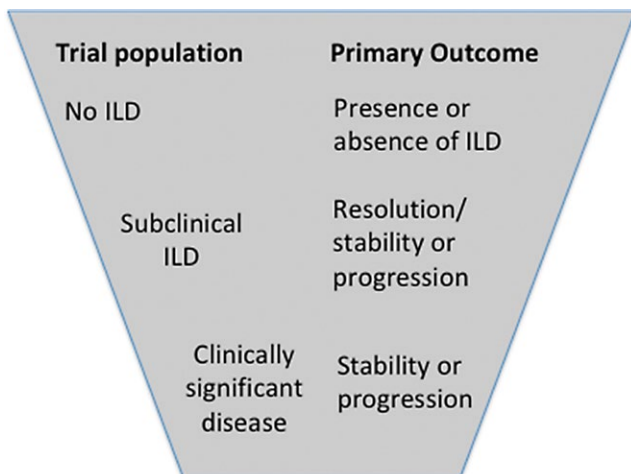 Trial population
Primary Outcome
No ILD
Presence or
absence of ILD
Subclinical
ILD
Resolution/
stability or
progression
Clinically
significant
disease
Stability or
progression